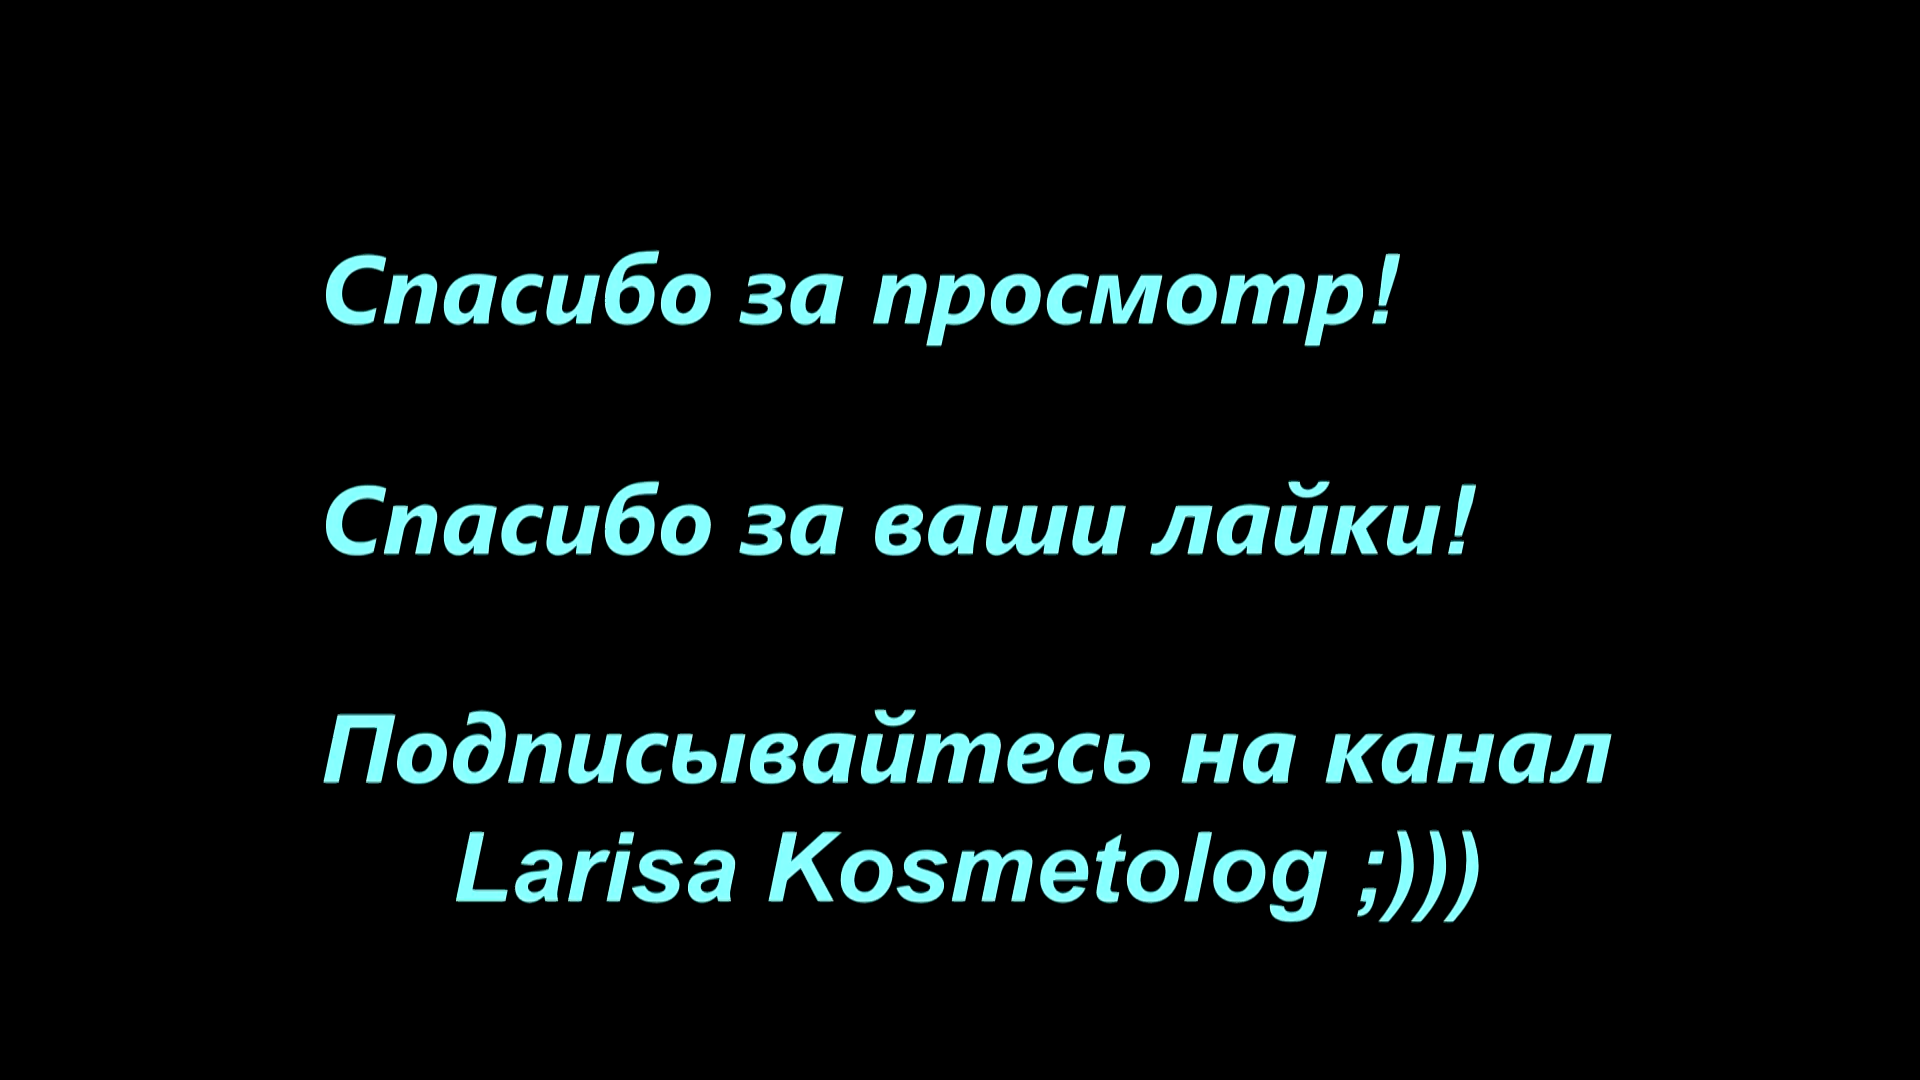 Спасибо за просмотр!
Спасибо за ваши лайки!
Подписывайтесь на канал
Larisa Kosmetolog ;)))